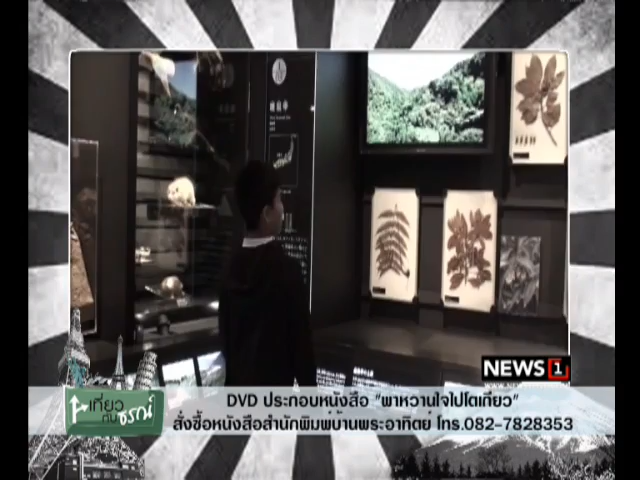 NEWS 1
เที่ยว
กับ
ธรณ์
DVD ประกอบหนังสือ "พาหวานใจไปโตเกียว"
สั่งซื้อหนังสือสำนักพิมพ์บ้านพระอาทิตย์ โทร.082-7828353